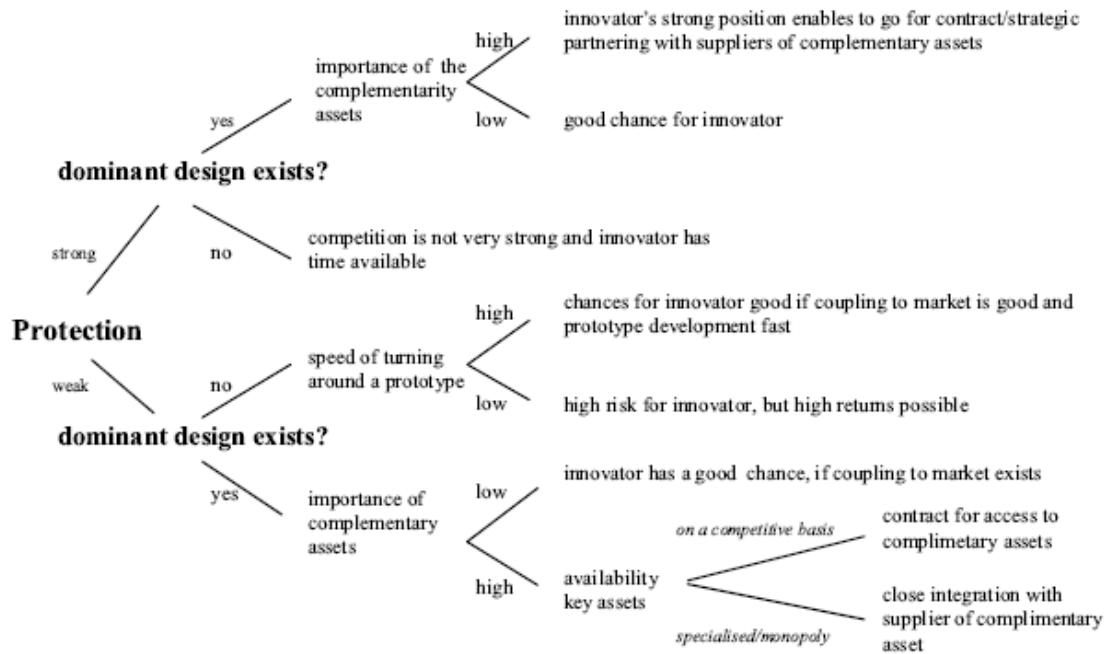 innovator's strong position enables to go for contract/strategic
partnering with suppliers of complementary assets
high
importance of the
complementarity
assets
low
good chance for innovator
yes
dominant design exists?
strong
no
competition is not very strong and innovator has
time available
Protection
chances for innovator good if coupling to market is good and
prototype development fast
high
speed of turning
around a prototype
no
weak
low
high risk for innovator, but high returns possible
dominant design exists?
innovator has a good chance, if coupling to market exists
low
yes
importance of
complementary
assets
on a competitive basis
contract for access to
complimetary assets
high
availability
key assets
close integration with
supplier of complimentary
asset
specialised/monopoly